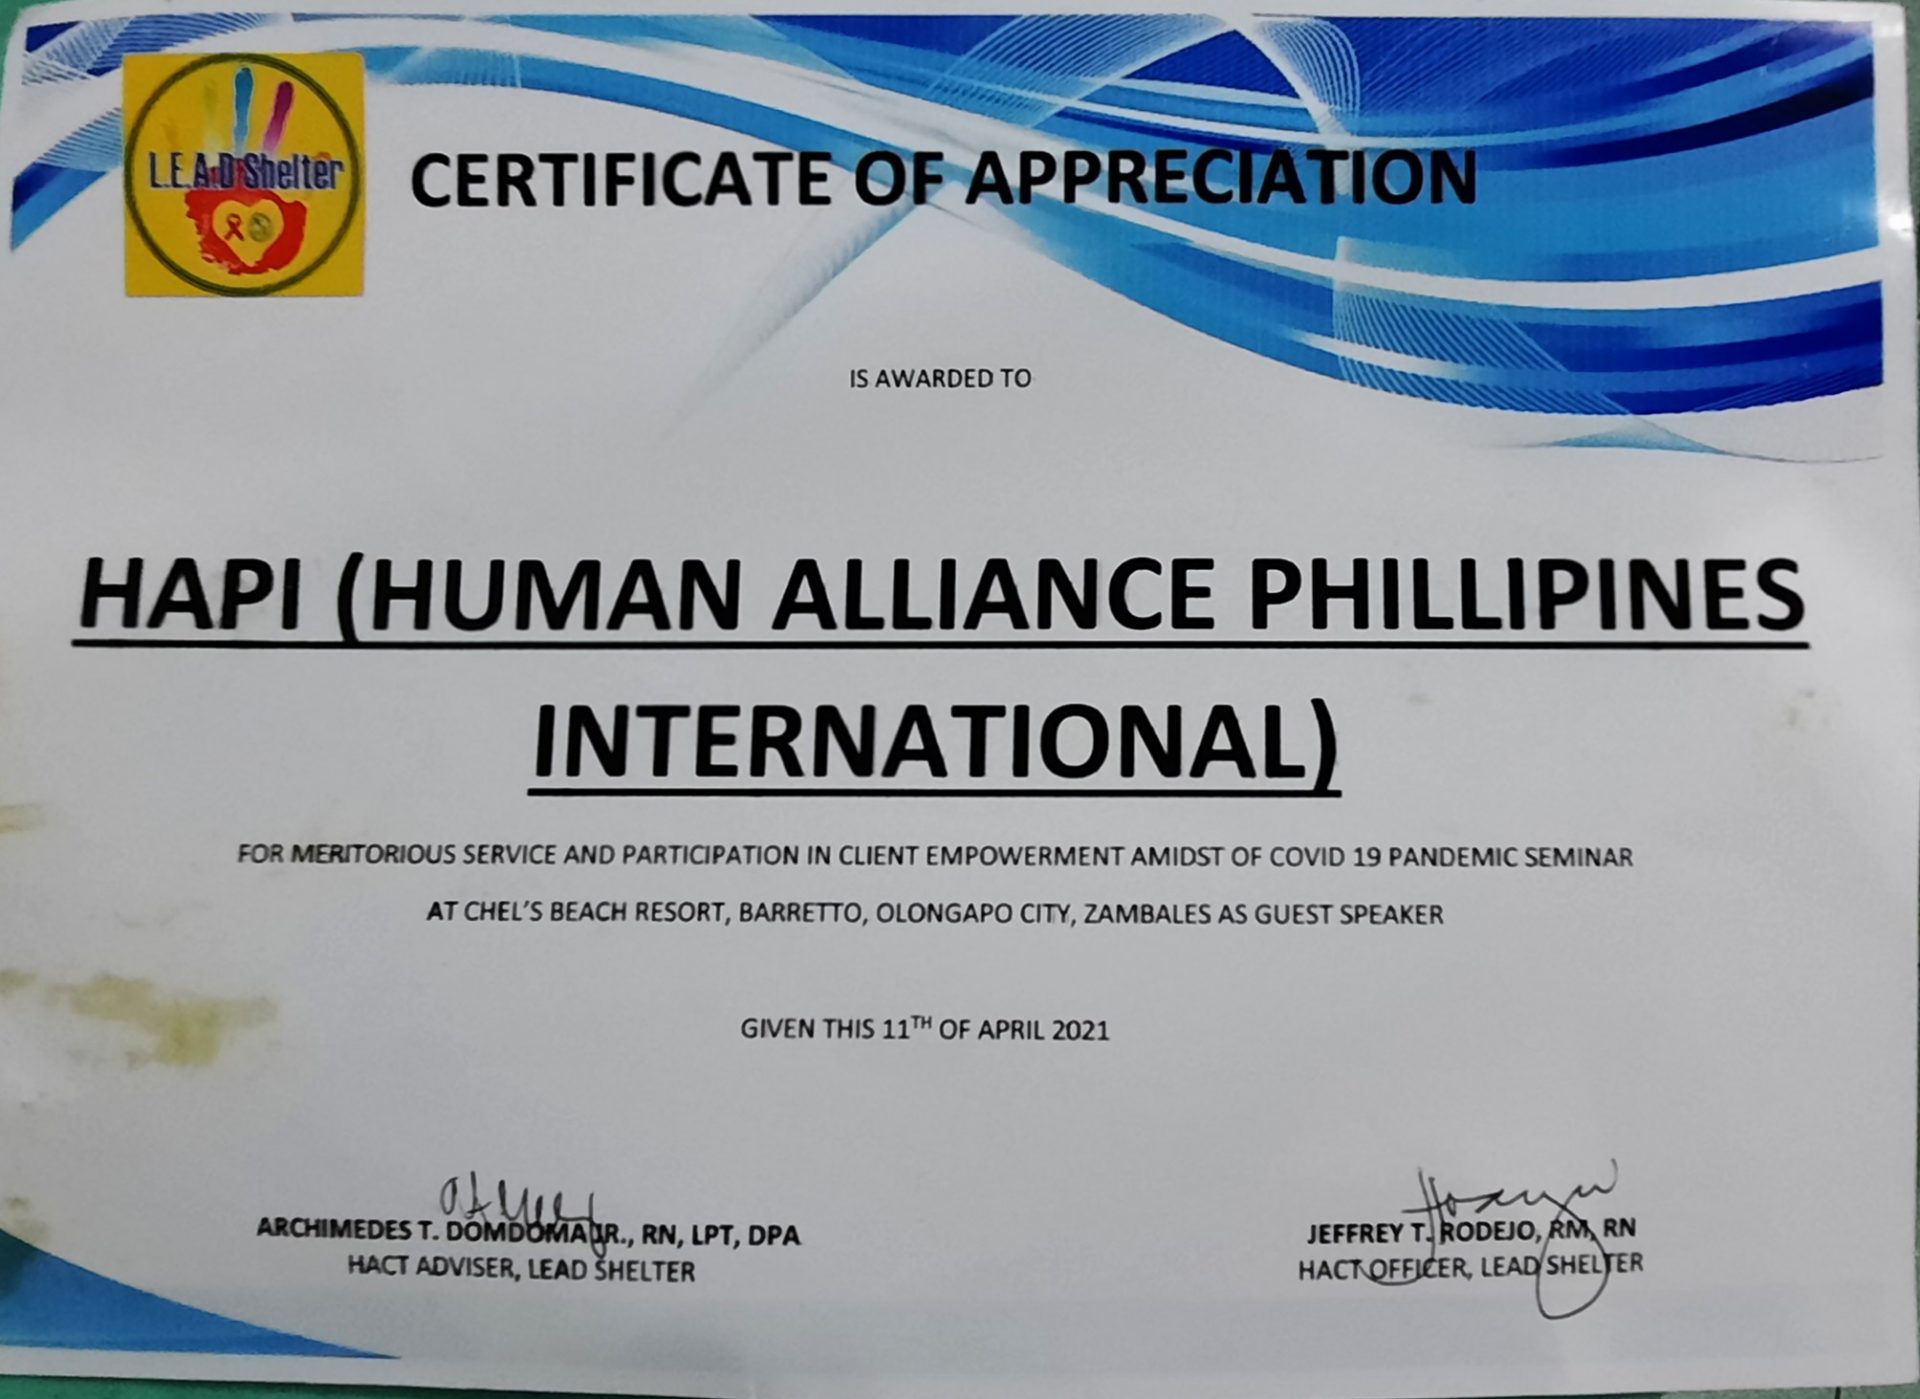 L.E.A.D Shelter
CERTIFICATE OF APPRECIATION
IS AWARDED TO
HAPI (HUMAN ALLIANCE PHILLIPINES
INTERNATIONAL)
FOR MERITORIOUS SERVICE AND PARTICIPATION IN CLIENT EMPOWERMENT AMIDST OF COVID 19 PANDEMIC SEMINAR
AT CHEL'S BEACH RESORT, BARRETTO, OLONGAPO CITY, ZAMBALES AS GUEST SPEAKER
GIVEN THIS 11TH OF APRIL 2021
ARCHIMEDES T. DOMDOMA JR., RN, LPT, DPA
HACT ADVISER, LEAD SHELTER
JEFFREY T. RODEJO, RM, RN
HACT OFFICER, LEAD SHELTER